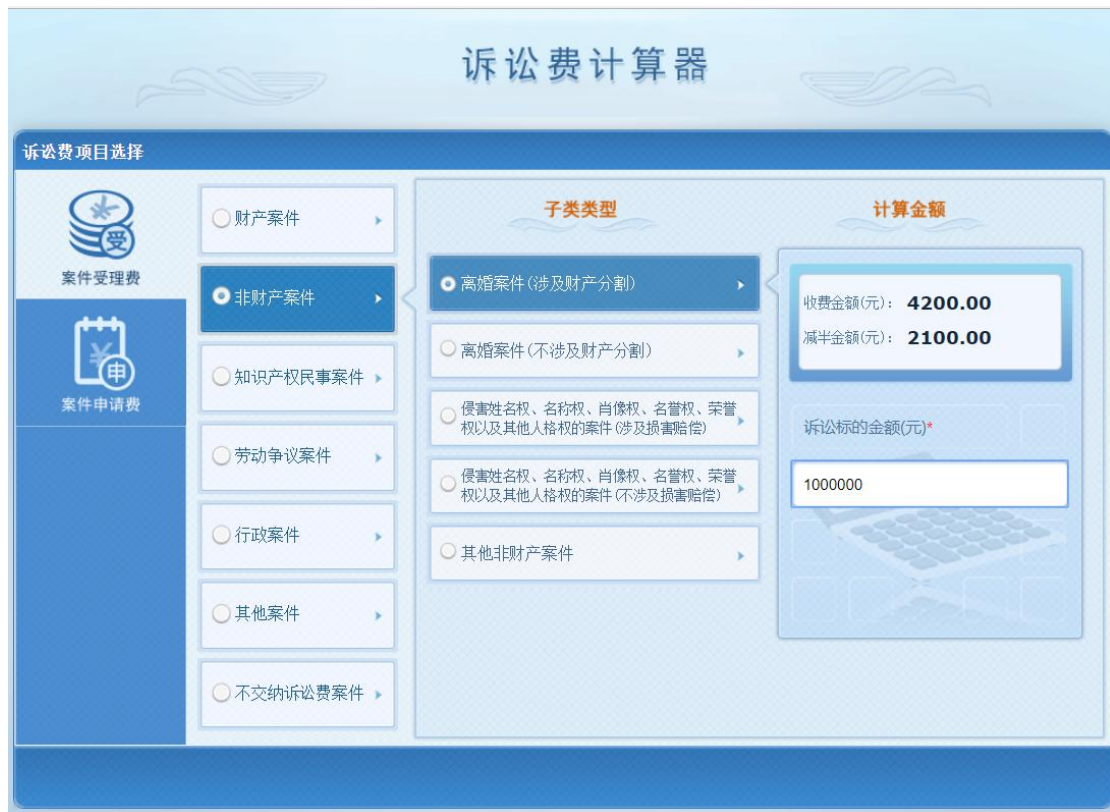 诉讼费计算器
诉讼费项目选择
受
案件受理费
¥
申
案件申请费
财产案件
非财产案件
知识产权民事案件
劳动争议案件
行政案件
其他案件
不交纳诉讼费案件
子类类型
离婚案件(涉及财产分割)
离婚案件(不涉及财产分割)
侵害姓名权、名称权、肖像权、名誉权、荣誉
权以及其他人格权的案件(涉及损害赔偿)
侵害姓名权、名称权、肖像权、名誉权、荣誉
权以及其他人格权的案件(不涉及损害赔偿)
其他非财产案件
计算金额
收费金额(元): 4200.00
减半金额(元): 2100.00
诉讼标的金额(元)*
1000000